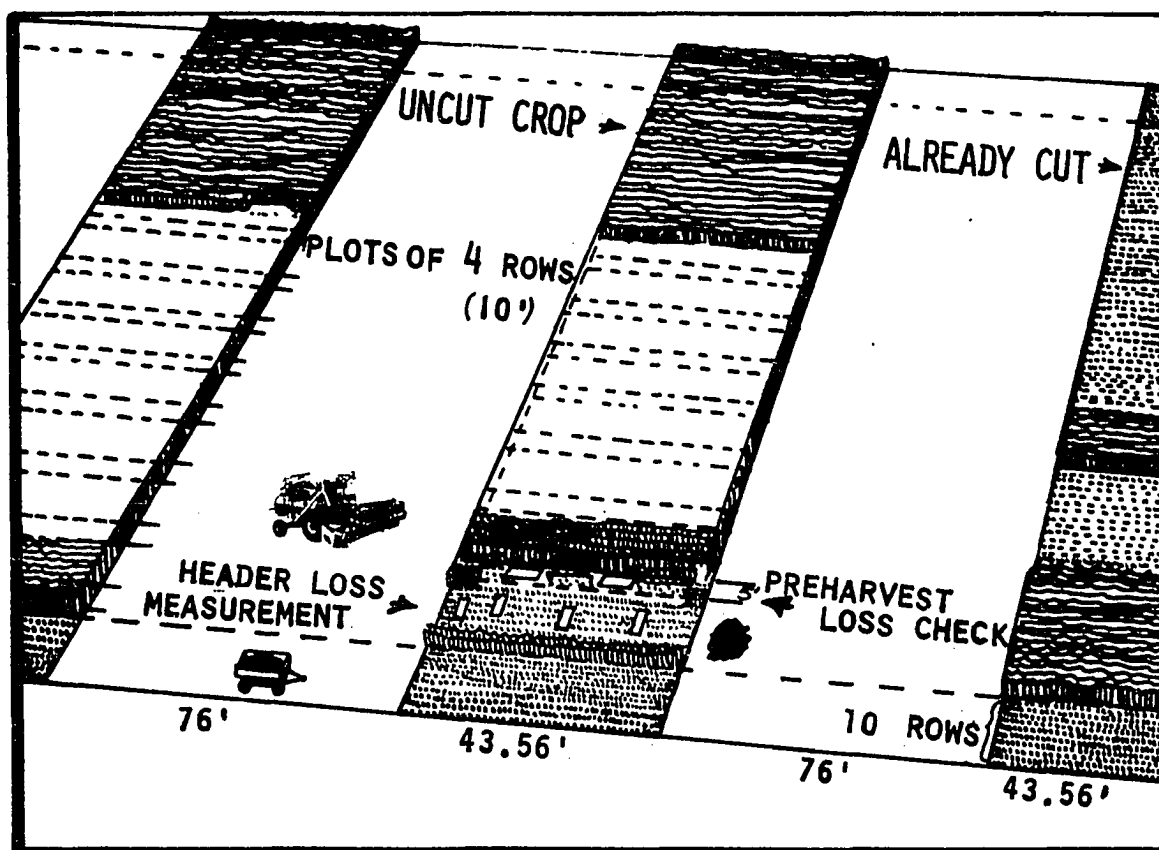 UNCUT CROP
ALREADY CUT
PLOTS OF 4 ROWS
(10')
HEADER LOSS
MEASUREMENT
PREHARVEST
LOSS CHECK
10 ROWS
76'
43.56'
76'
43.56'